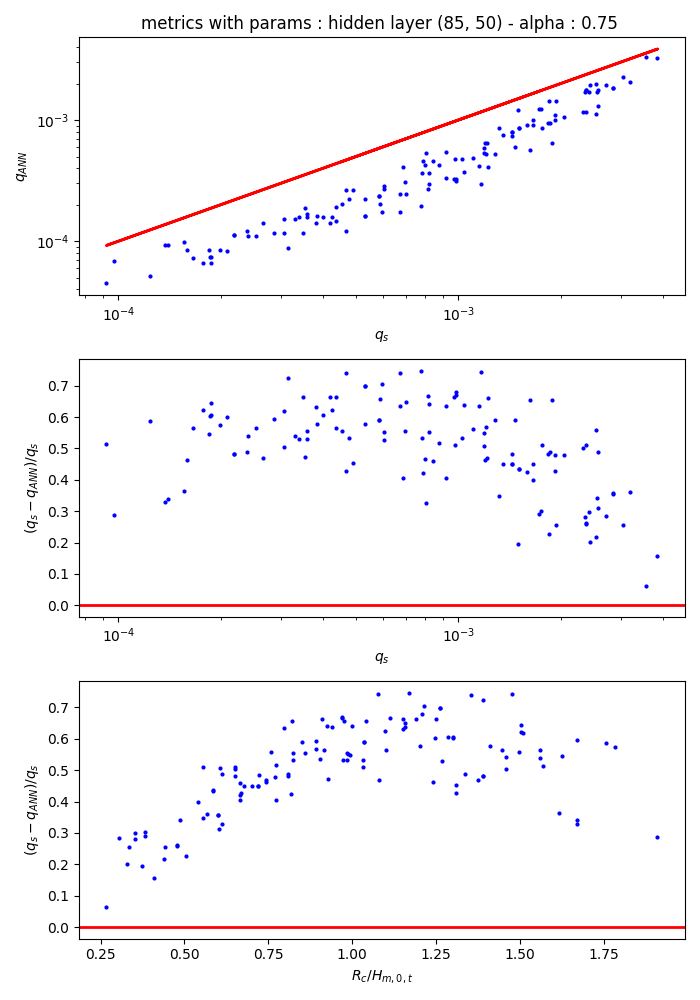 metrics with params : hidden layer (85, 50) - alpha : 0.75
10⁻³
10⁻⁴
q_ANN
10⁻⁴ 10⁻³
q_s
0.7
0.6
0.5
0.4
0.3
0.2
0.1
0.0
(q_s − q_ANN)/q_s
10⁻⁴ 10⁻³
q_s
0.7
0.6
0.5
0.4
0.3
0.2
0.1
0.0
(q_s − q_ANN)/q_s
0.25 0.50 0.75 1.00 1.25 1.50 1.75
R_c/H_m, 0, t